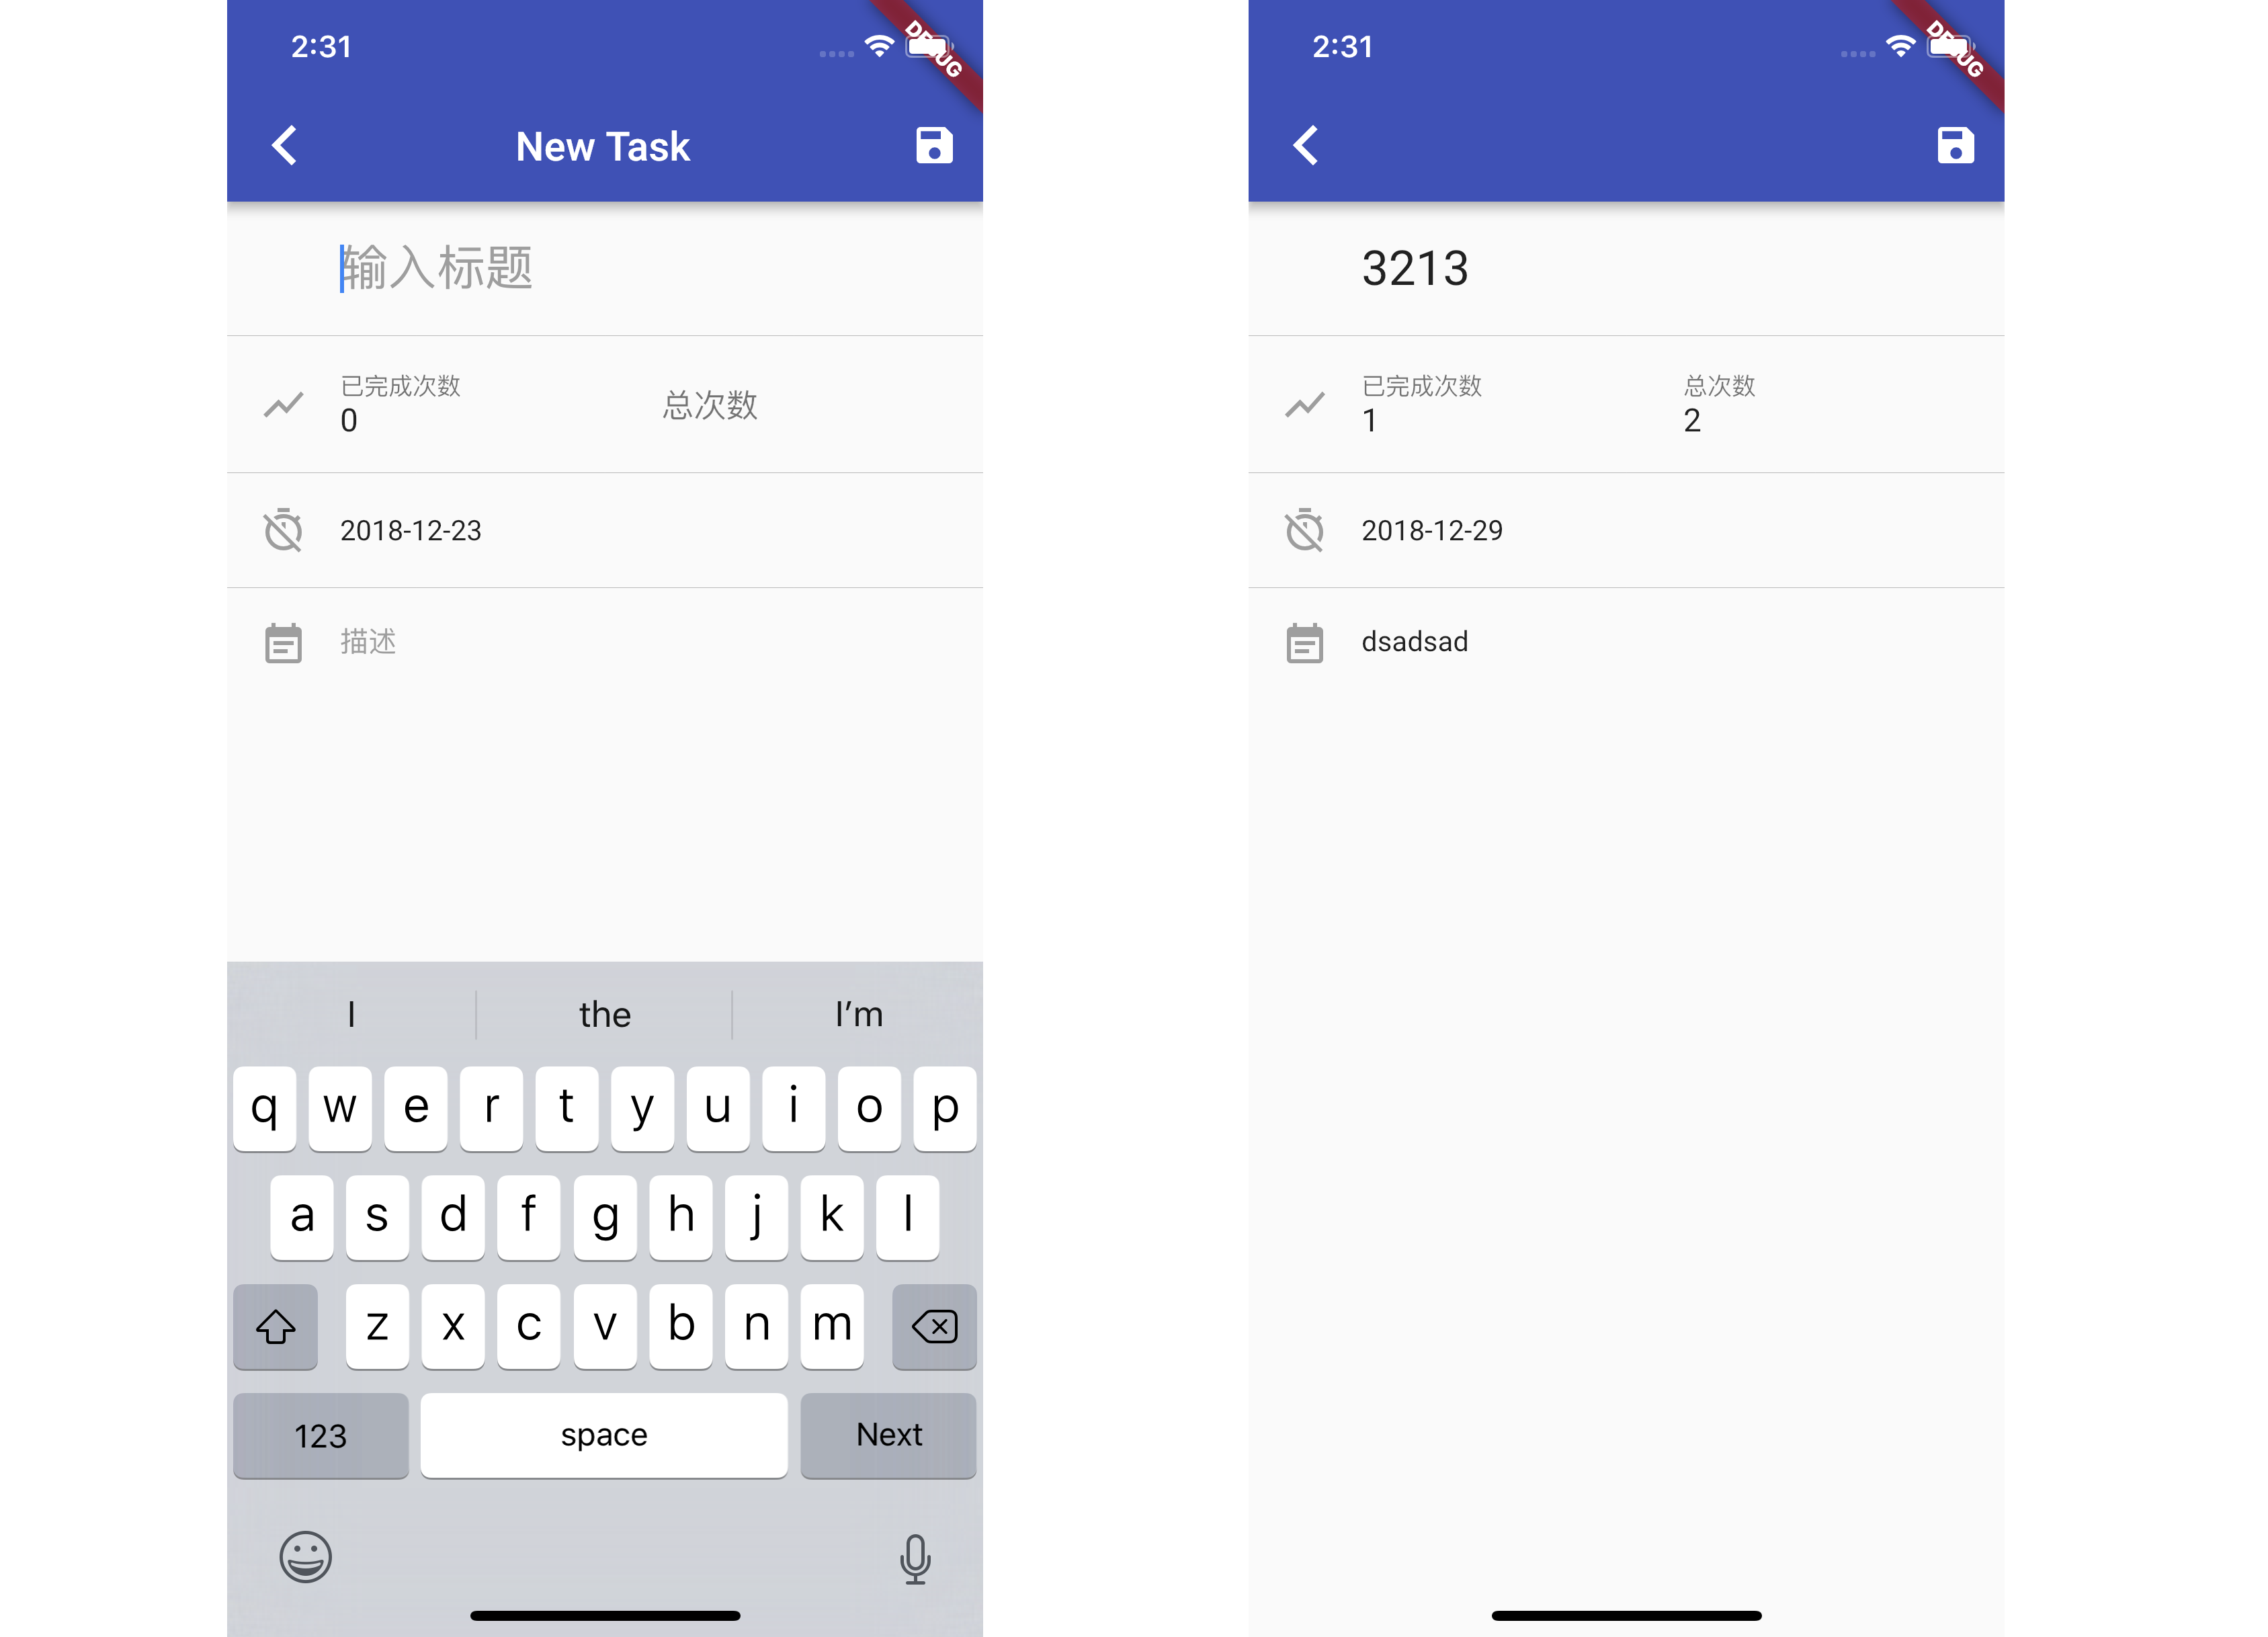 2:31
DEBUG
New Task
输入标题
已完成次数
0
总次数
2018-12-23
描述
I the I'm
q w e r t y u i o p
a s d f g h j k l
z x c v b n m
123 space Next
2:31
DEBUG
3213
已完成次数
1
总次数
2
2018-12-29
dsadsad